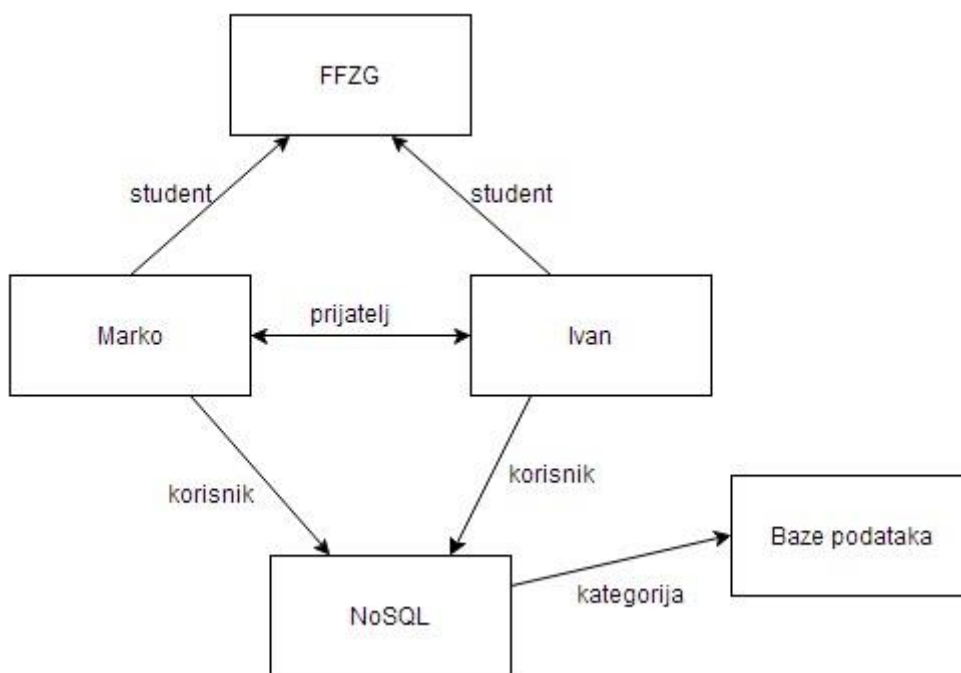 FFZG
student
student
Marko
prijatelj
Ivan
korisnik
korisnik
Baze podataka
kategorija
NoSQL